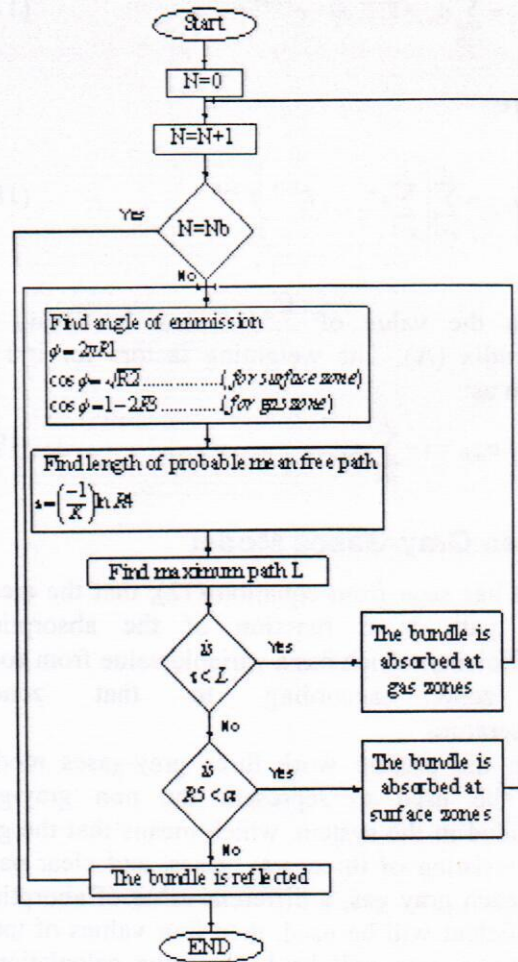 Start
N=0
N=N+1
Yes
N=Nb
No
Find angle of emmission
φ=2πR1
cos φ=√R2............(for surface zone)
cos φ=1−2R3...........(for gas zone)
Find length of probable mean free path
s=(−1/K) ln R4
Find maximum path L
is
s<L
Yes
The bundle is
absorbed at
gas zones
No
is
R5<α
Yes
The bundle is
absorbed at
surface zones
No
The bundle is reflected
END